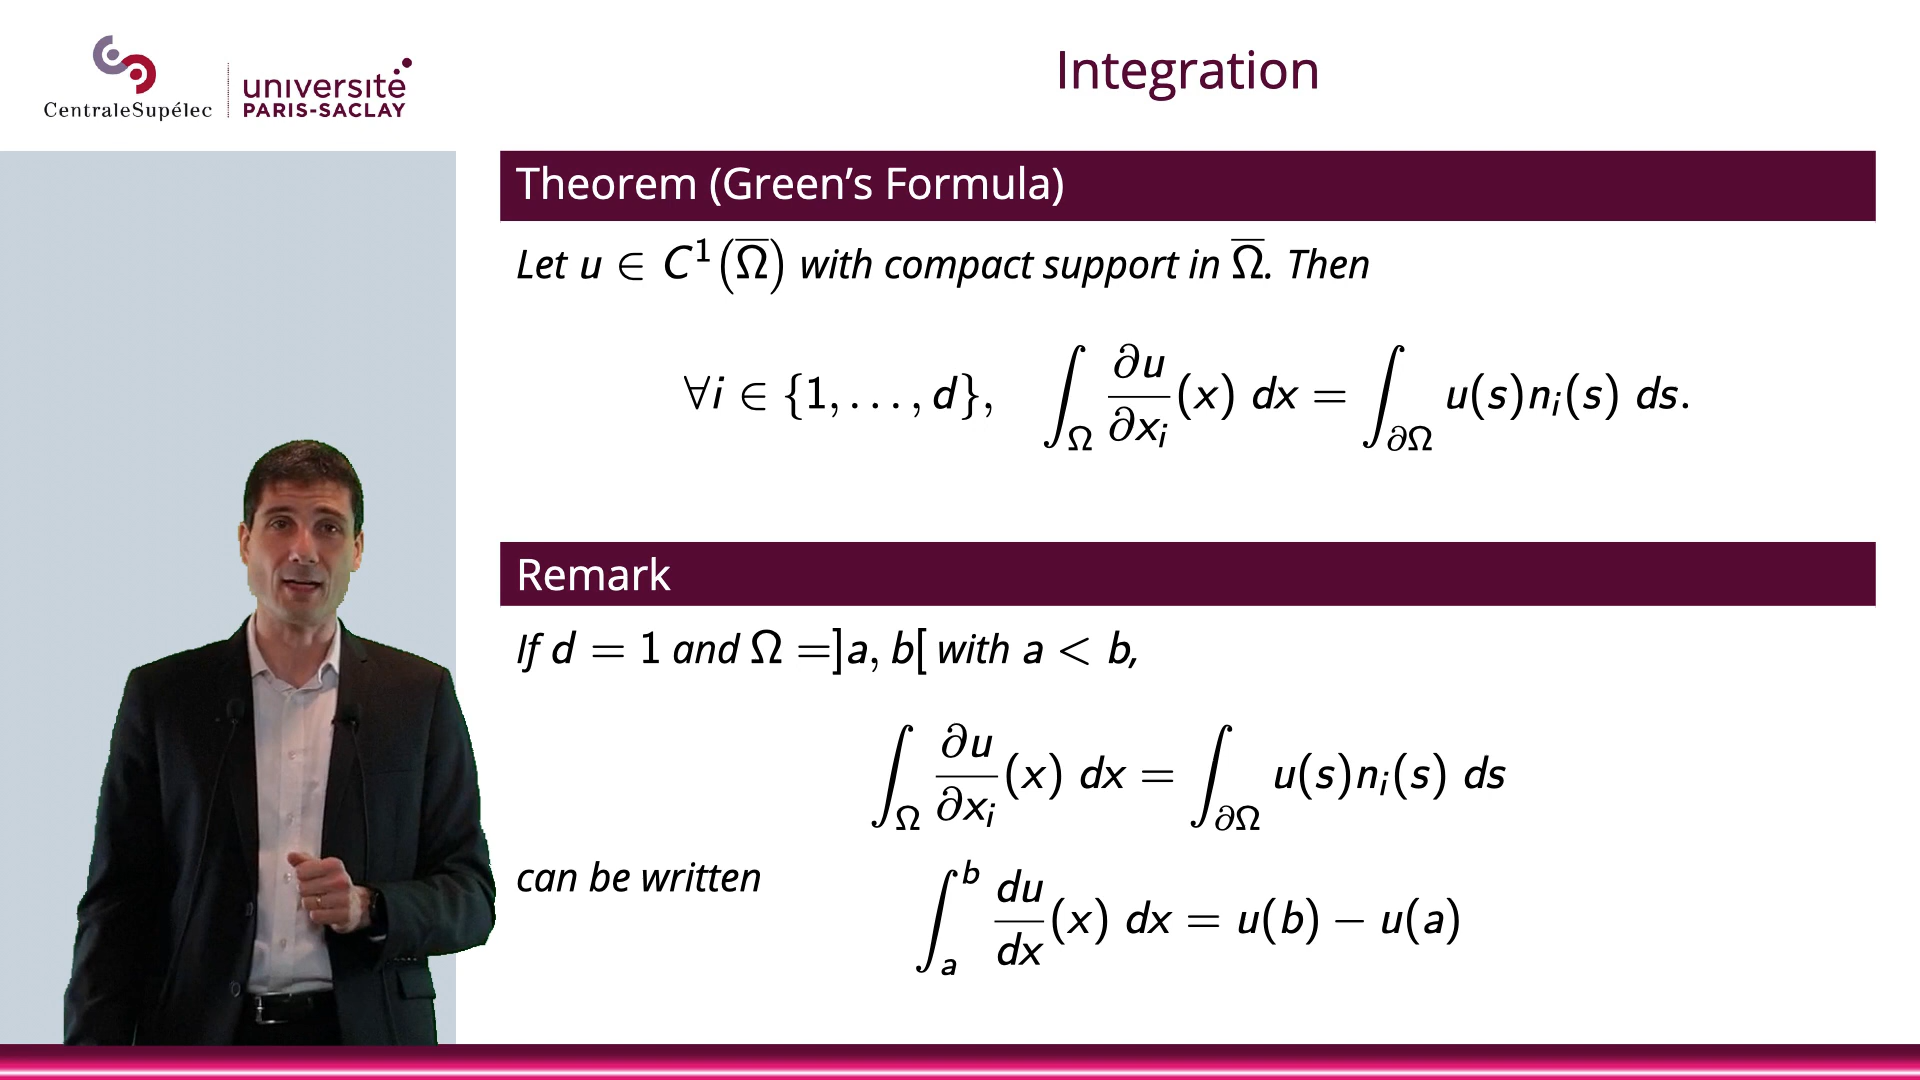 CentraleSupélec
université
PARIS-SACLAY
Integration
Theorem (Green's Formula)
Let u ∈ C¹(Ω̅) with compact support in Ω̅. Then
∀i ∈ {1, . . . , d}, ∫_Ω ∂u/∂x_i (x) dx = ∫_∂Ω u(s)n_i(s) ds.
Remark
If d = 1 and Ω =]a, b[ with a < b,
∫_Ω ∂u/∂x_i (x) dx = ∫_∂Ω u(s)n_i(s) ds
can be written
∫_a^b du/dx (x) dx = u(b) − u(a)